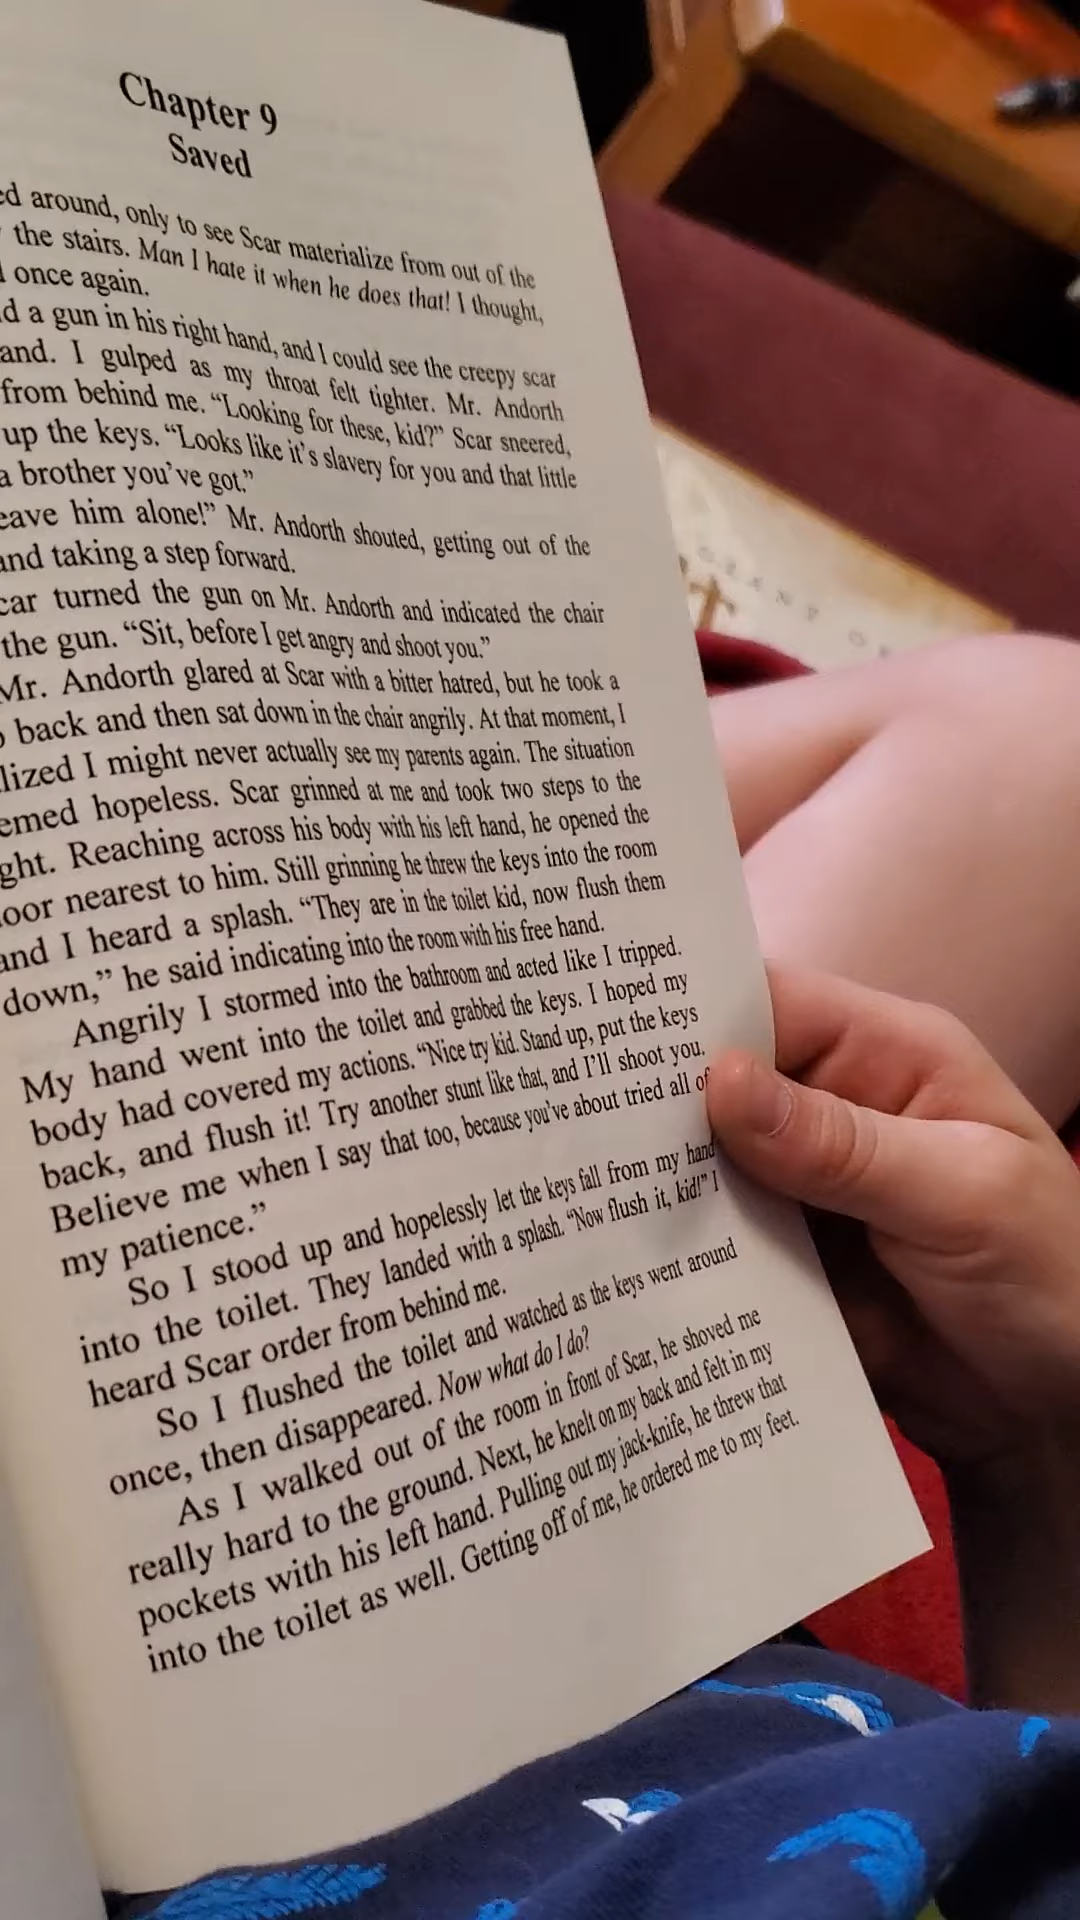 Chapter 9
Saved
around, only to see Scar materialize from out of the
the stairs. Man I hate it when he does that! I thought,
once again.
a gun in his right hand, and I could see the creepy scar
and. I gulped as my throat felt tighter. Mr. Andorth
from behind me. “Looking for these, kid?” Scar sneered,
up the keys. “Looks like it’s slavery for you and that little
a brother you’ve got.”
eave him alone!” Mr. Andorth shouted, getting out of the
and taking a step forward.
car turned the gun on Mr. Andorth and indicated the chair
the gun. “Sit, before I get angry and shoot you.”
Mr. Andorth glared at Scar with a bitter hatred, but he took a
back and then sat down in the chair angrily. At that moment, I
lized I might never actually see my parents again. The situation
emed hopeless. Scar grinned at me and took two steps to the
ght. Reaching across his body with his left hand, he opened the
oor nearest to him. Still grinning he threw the keys into the room
and I heard a splash. “They are in the toilet kid, now flush them
down,” he said indicating into the room with his free hand.
Angrily I stormed into the bathroom and acted like I tripped.
My hand went into the toilet and grabbed the keys. I hoped my
body had covered my actions. “Nice try kid. Stand up, put the keys
back, and flush it! Try another stunt like that, and I’ll shoot you.
Believe me when I say that too, because you’ve about tried all of
my patience.”
So I stood up and hopelessly let the keys fall from my hand
into the toilet. They landed with a splash. “Now flush it, kid!” I
heard Scar order from behind me.
So I flushed the toilet and watched as the keys went around
once, then disappeared. Now what do I do?
As I walked out of the room in front of Scar, he shoved me
really hard to the ground. Next, he knelt on my back and felt in my
pockets with his left hand. Pulling out my jack-knife, he threw that
into the toilet as well. Getting off of me, he ordered me to my feet.